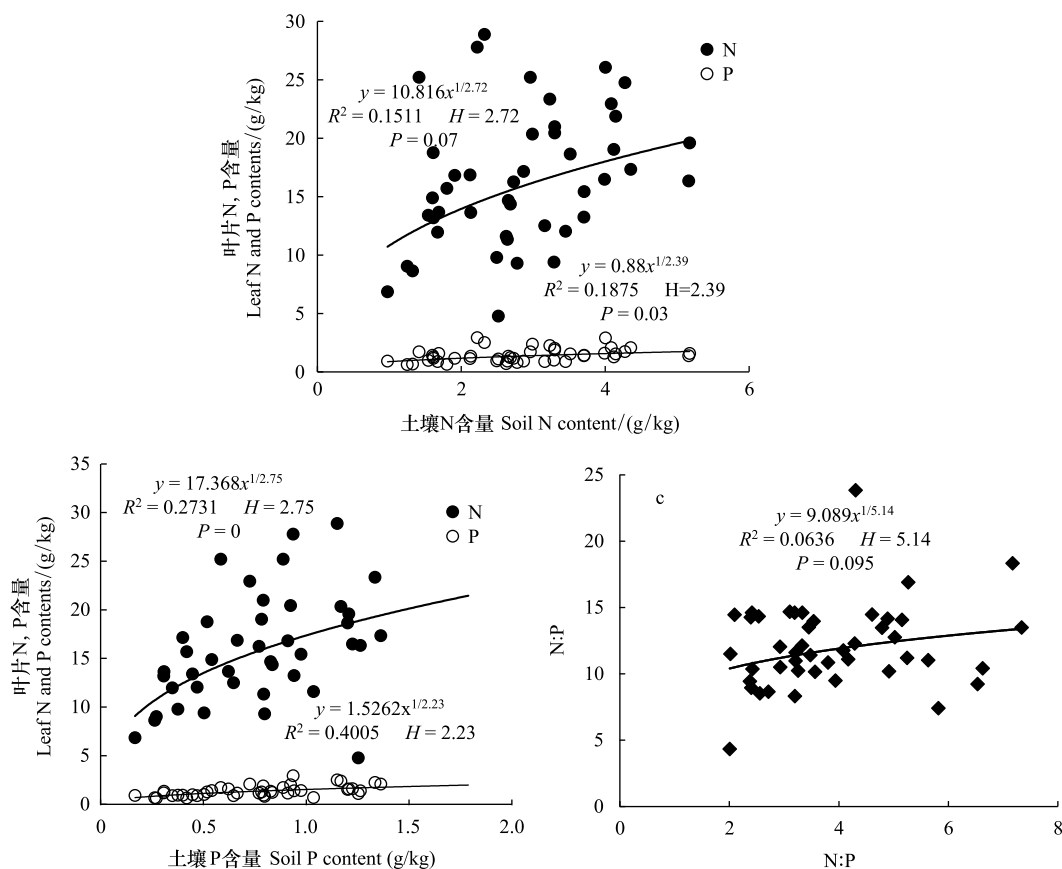 30
25
20
15
10
5
0
叶片N, P含量
Leaf N and P contents/(g/kg)
N
P
y = 10.816x^1/2.72
R² = 0.1511 H = 2.72
P = 0.07
y = 0.88x^1/2.39
R² = 0.1875 H=2.39
P = 0.03
0 2 4 6
土壤N含量 Soil N content/(g/kg)
35
30
25
20
15
10
5
0
叶片N, P含量
Leaf N and P contents/(g/kg)
y = 17.368x^1/2.75
R² = 0.2731 H = 2.75
P = 0
N
P
y = 1.5262x^1/2.23
R² = 0.4005 H = 2.23
0 0.5 1.0 1.5 2.0
土壤P含量 Soil P content (g/kg)
25
20
15
10
5
0
N:P
c
y = 9.089x^1/5.14
R² = 0.0636 H = 5.14
P = 0.095
0 2 4 6 8
N:P